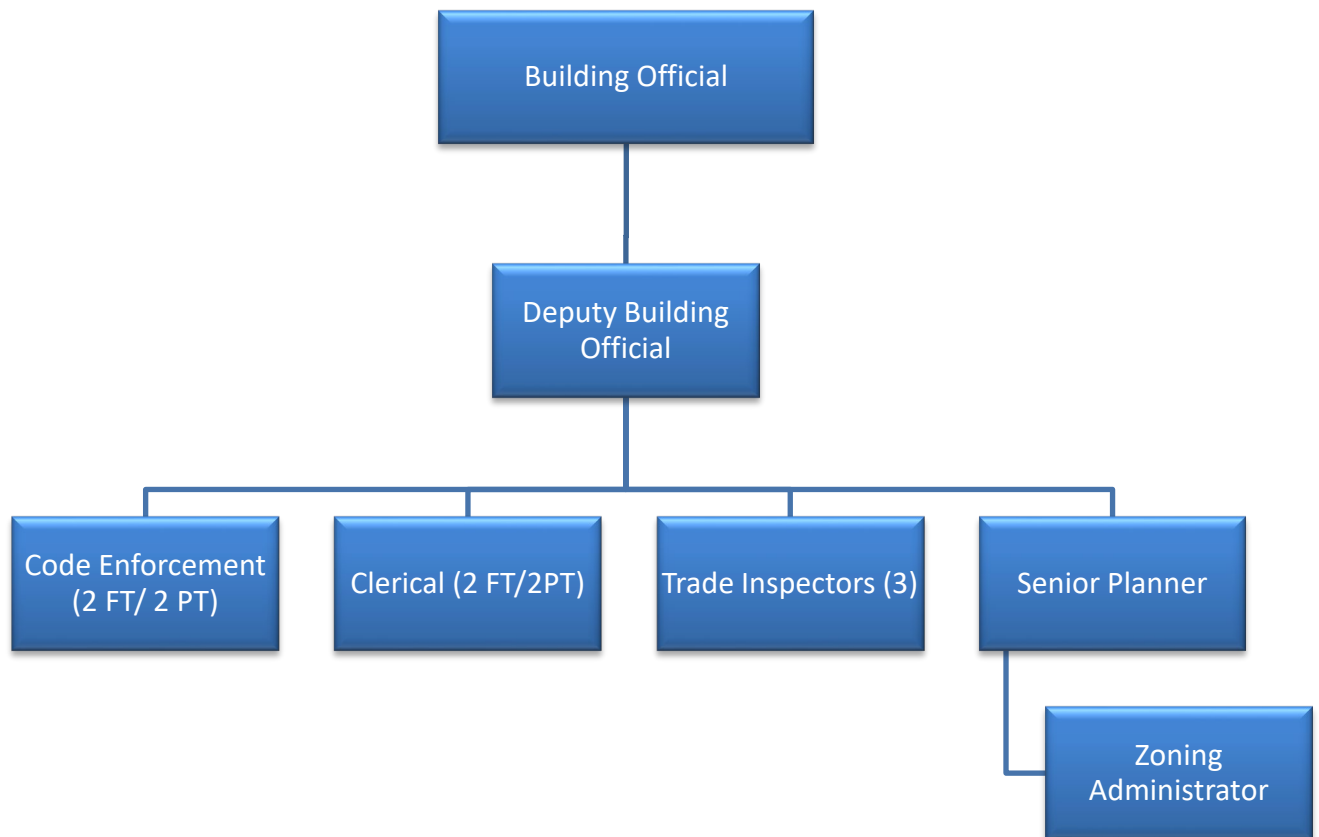 Building Official
Deputy Building
Official
Code Enforcement
(2 FT/ 2 PT)
Clerical (2 FT/2PT)
Trade Inspectors (3)
Senior Planner
Zoning
Administrator